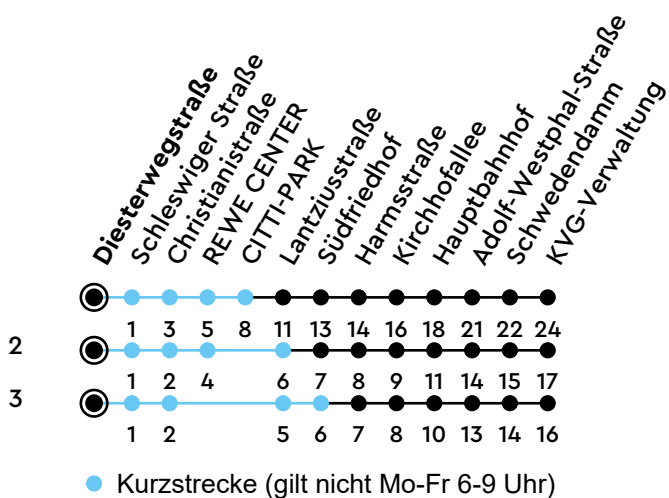 Diesterwegstraße
Schleswiger Straße
Christianistraße
REWE CENTER
CITTI-PARK
Lantziusstraße
Südfriedhof
Harmsstraße
Kirchhofallee
Hauptbahnhof
Adolf-Westphal-Straße
Schwedendamm
KVG-Verwaltung
1 3 5 8 11 13 14 16 18 21 22 24
2
1 2 4 6 7 8 9 11 14 15 17
3
1 2 5 6 7 8 10 13 14 16
Kurzstrecke (gilt nicht Mo-Fr 6-9 Uhr)